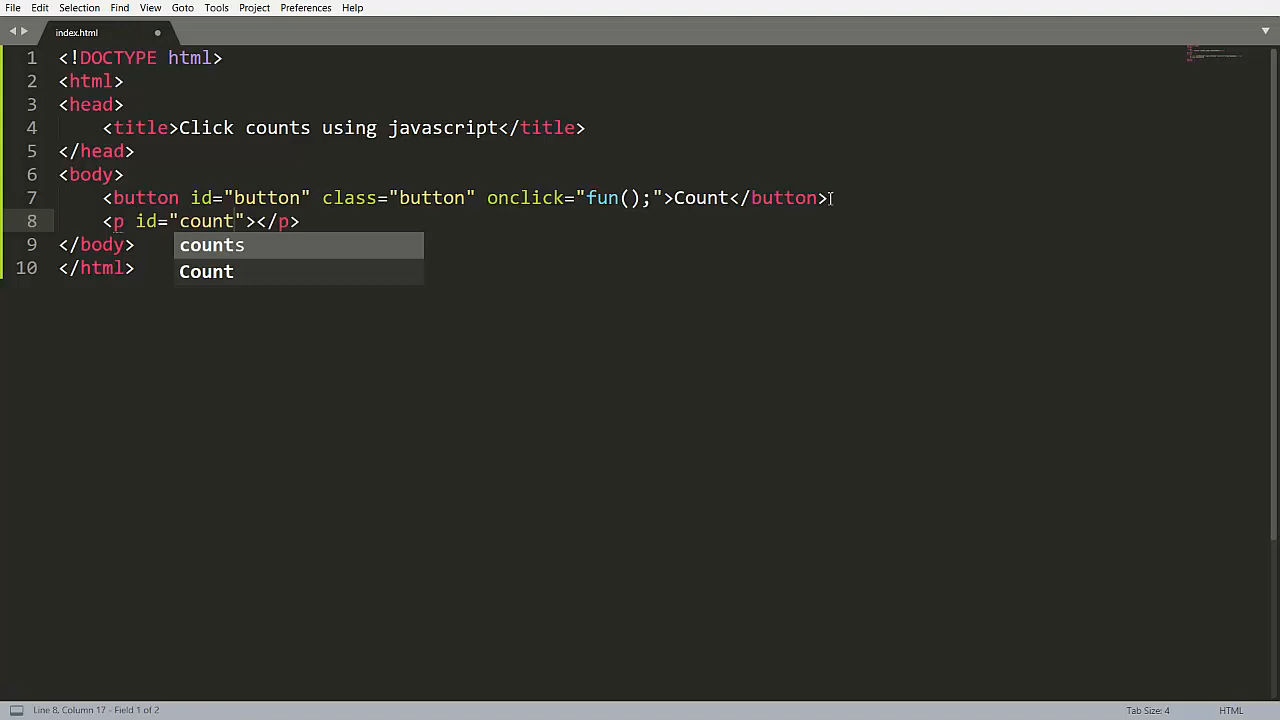 File Edit Selection Find View Goto Tools Project Preferences Help
index.html
1 <!DOCTYPE html>
2 <html>
3 <head>
4 <title>Click counts using javascript</title>
5 </head>
6 <body>
7 <button id="button" class="button" onclick="fun();">Count</button>
8 <p id="count"></p>
9 </body>
10 </html>
counts
Count
Line 8, Column 17 - Field 1 of 2 Tab Size: 4 HTML